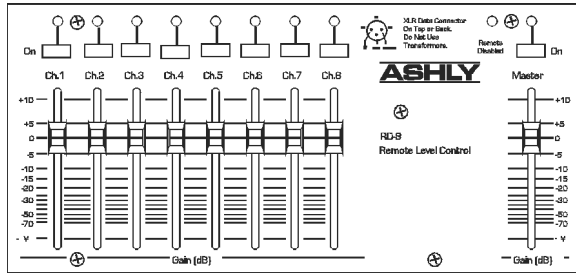 XLR Data Connector
On Top or Back.
Do Not Use
Transformers.
Remote
Disabled
On
On
Ch.1 Ch.2 Ch.3 Ch.4 Ch.5 Ch.6 Ch.7 Ch.8
ASHLY
Master
+10
+5
0
-5
-10
-15
-20
-30
-50
-70
- ¥
RD-8
Remote Level Control
+10
+5
0
-5
-10
-15
-20
-30
-50
-70
- ¥
Gain (dB)
Gain (dB)